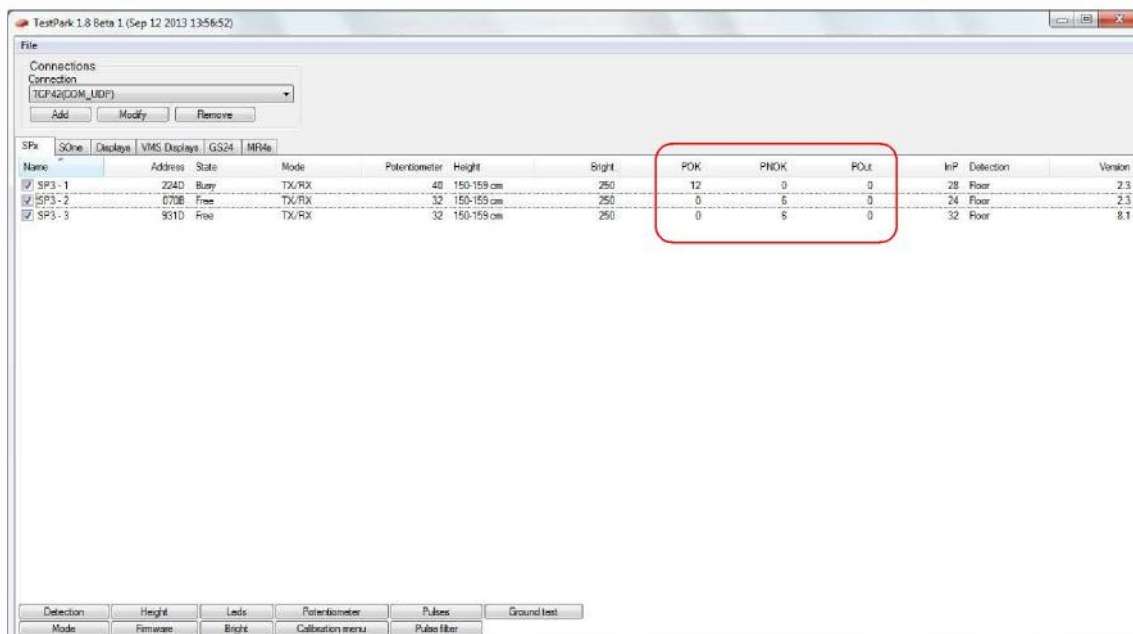 TestPark 1.8 Beta 1 (Sep 12 2013 13:56:52)
File
Connections
Connection
TCP42(COM_UDP)
Add Modify Remove
SPx SOne Displays VMS Displays GS24 MR4s
Name Address State Mode Potentiometer Height Bright POK PNOK POut InP Detection Version
SP3 - 1 224D Busy TX/RX 40 150-159 cm 250 12 0 0 28 Floor 2.3
SP3 - 2 070B Free TX/RX 32 150-159 cm 250 0 6 0 24 Floor 2.3
SP3 - 3 931D Free TX/RX 32 150-159 cm 250 0 6 0 32 Floor 8.1
Detection Height Leds Potentiometer Pulses Ground test
Mode Firmware Bright Calibration menu Pulse filter